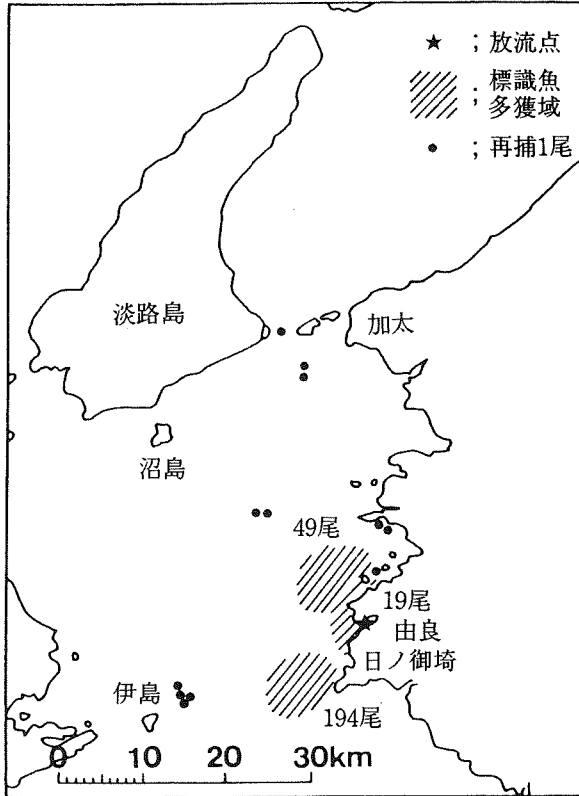 ★ ; 放流点
; 標識魚
多獲域
● ; 再捕1尾
淡路島
加太
沼島
49尾
19尾
由良
日ノ御埼
伊島
194尾
0 10 20 30km